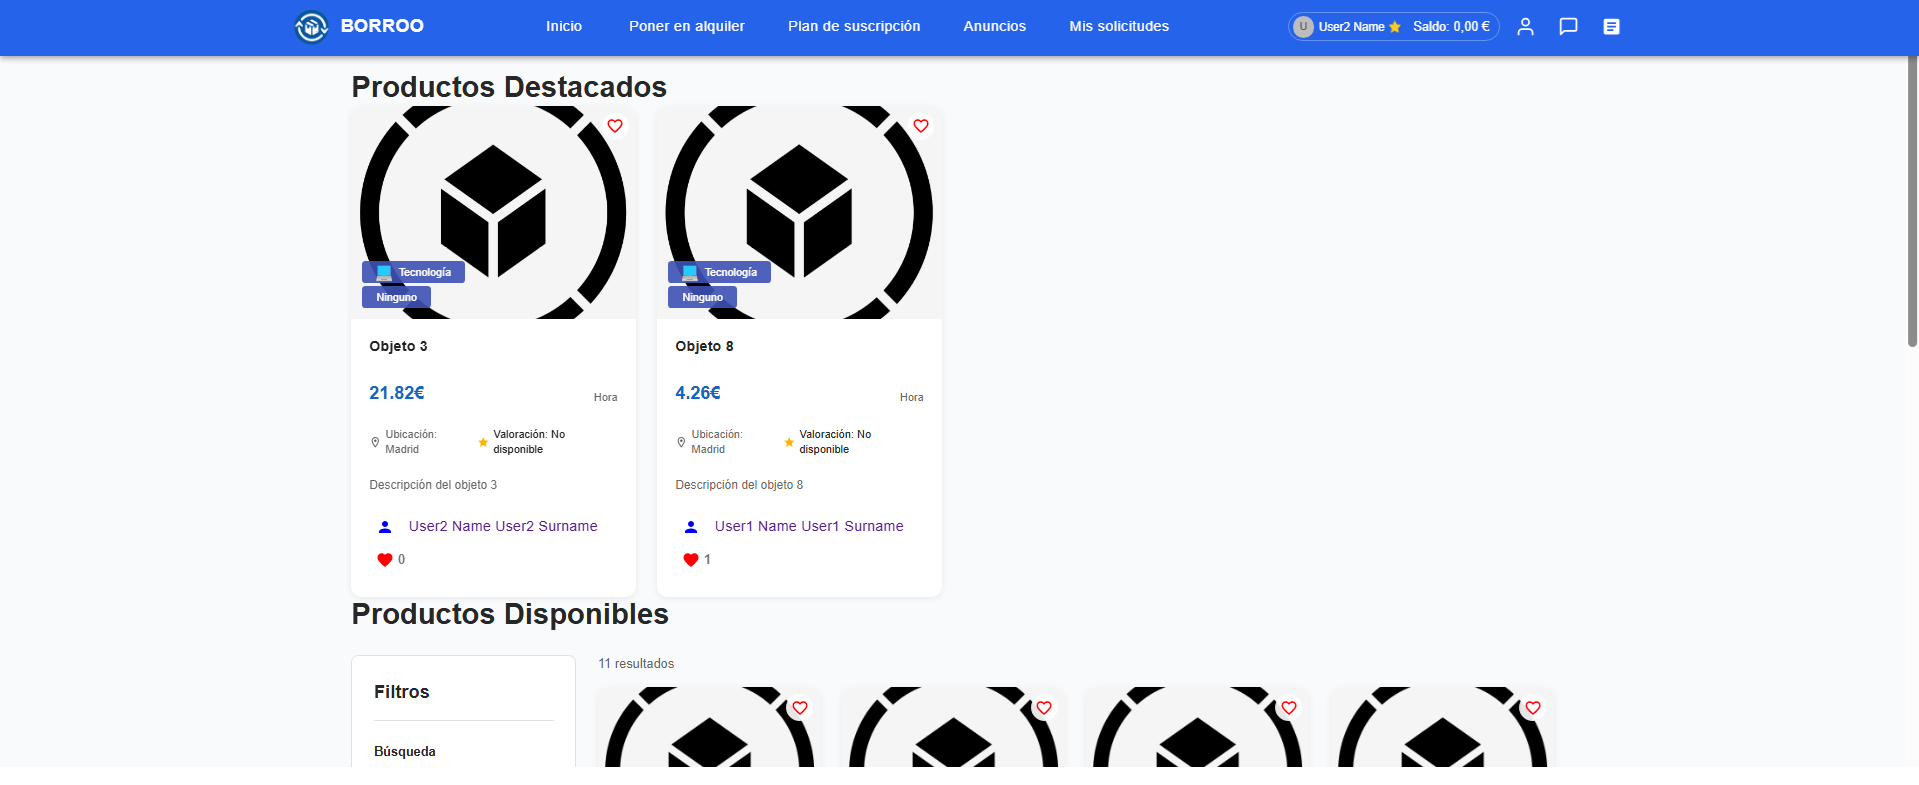 BORROO
Inicio
Poner en alquiler
Plan de suscripción
Anuncios
Mis solicitudes
U
User2 Name
Saldo: 0,00 €
Productos Destacados
Tecnología
Ninguno
Objeto 3
21.82€
Hora
Ubicación:
Madrid
Valoración: No
disponible
Descripción del objeto 3
User2 Name User2 Surname
0
Tecnología
Ninguno
Objeto 8
4.26€
Hora
Ubicación:
Madrid
Valoración: No
disponible
Descripción del objeto 8
User1 Name User1 Surname
1
Productos Disponibles
Filtros
Búsqueda
11 resultados